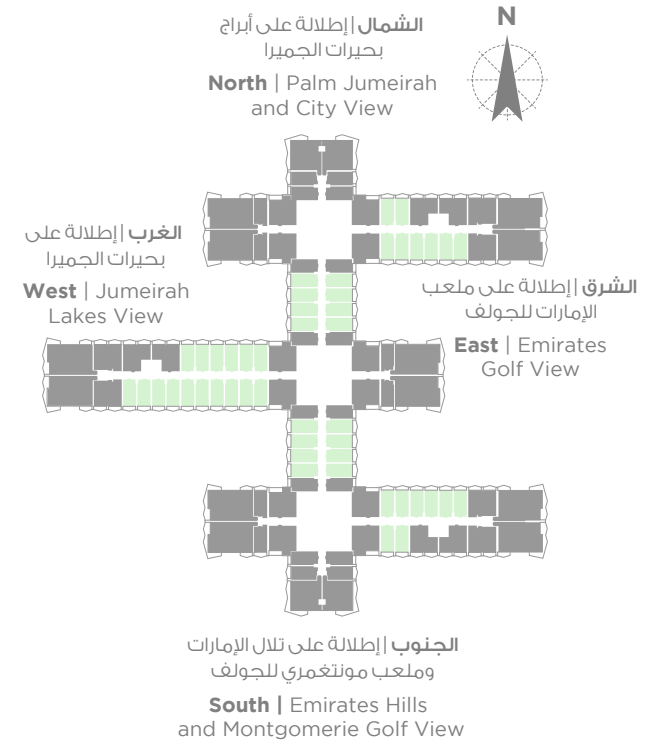 الشمال | إطلالة على أبراج
بحيرات الجميرا
North | Palm Jumeirah
and City View
N
الغرب | إطلالة على
بحيرات الجميرا
West | Jumeirah
Lakes View
الشرق | إطلالة على ملعب
الإمارات للجولف
East | Emirates
Golf View
الجنوب | إطلالة على تلال الإمارات
وملعب مونتغمري للجولف
South | Emirates Hills
and Montgomerie Golf View